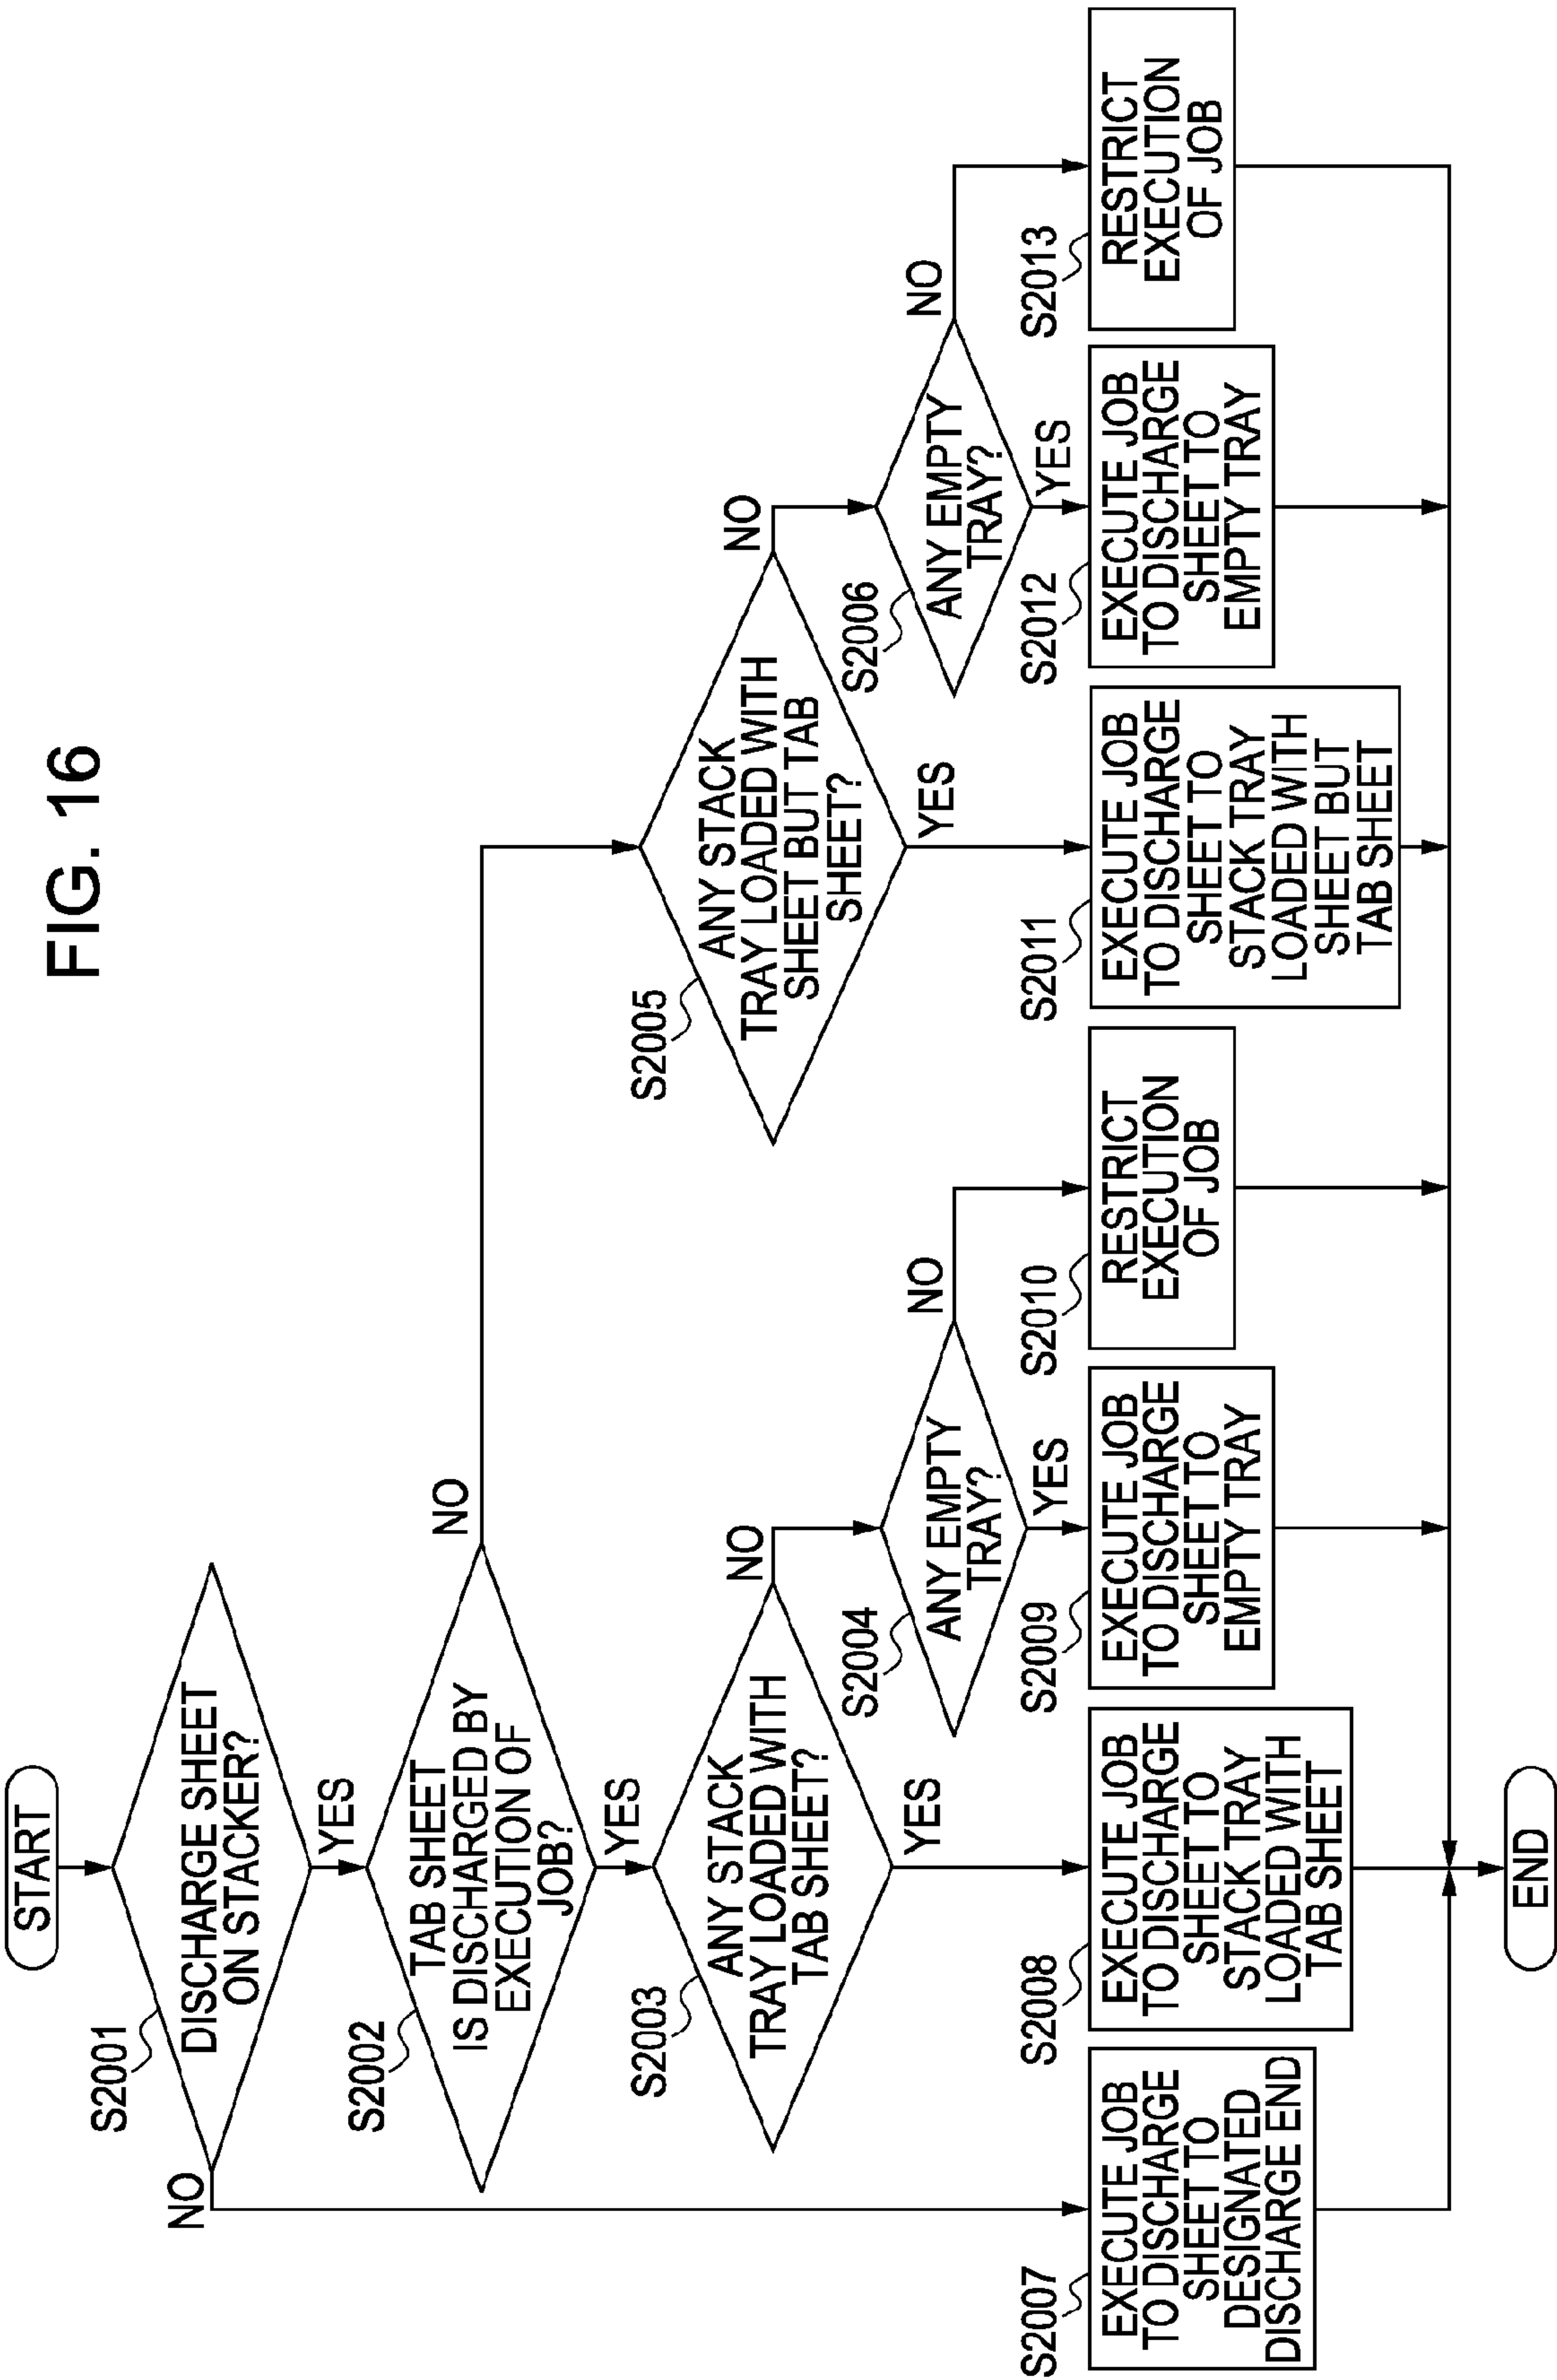 FIG. 16
START
S2001
DISCHARGE SHEET
ON STACKER?
NO
YES
S2002
TAB SHEET
IS DISCHARGED BY
EXECUTION OF
JOB?
NO
YES
S2003
ANY STACK
TRAY LOADED WITH
TAB SHEET?
NO
YES
S2005
ANY STACK
TRAY LOADED WITH
SHEET BUT TAB
SHEET?
NO
YES
S2004
ANY EMPTY
TRAY?
NO
YES
S2006
ANY EMPTY
TRAY?
NO
YES
S2007
EXECUTE JOB
TO DISCHARGE
SHEET TO
DESIGNATED
DISCHARGE END
S2008
EXECUTE JOB
TO DISCHARGE
SHEET TO
STACK TRAY
LOADED WITH
TAB SHEET
S2009
EXECUTE JOB
TO DISCHARGE
SHEET TO
EMPTY TRAY
S2010
RESTRICT
EXECUTION
OF JOB
S2011
EXECUTE JOB
TO DISCHARGE
SHEET TO
STACK TRAY
LOADED WITH
SHEET BUT
TAB SHEET
S2012
EXECUTE JOB
TO DISCHARGE
SHEET TO
EMPTY TRAY
S2013
RESTRICT
EXECUTION
OF JOB
END